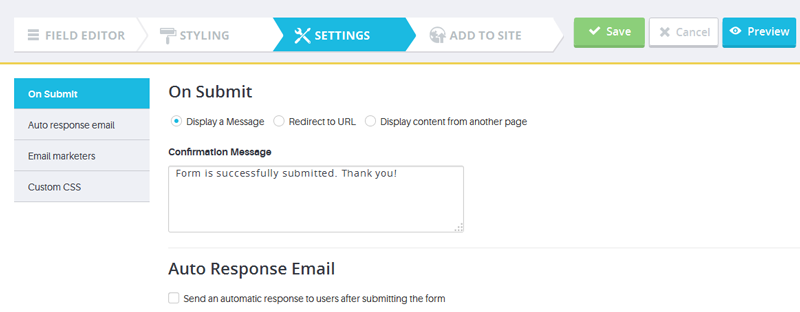 FIELD EDITOR STYLING SETTINGS ADD TO SITE Save Cancel Preview
On Submit
Auto response email
Email marketers
Custom CSS
On Submit
Display a Message Redirect to URL Display content from another page
Confirmation Message
Form is successfully submitted. Thank you!
Auto Response Email
Send an automatic response to users after submitting the form